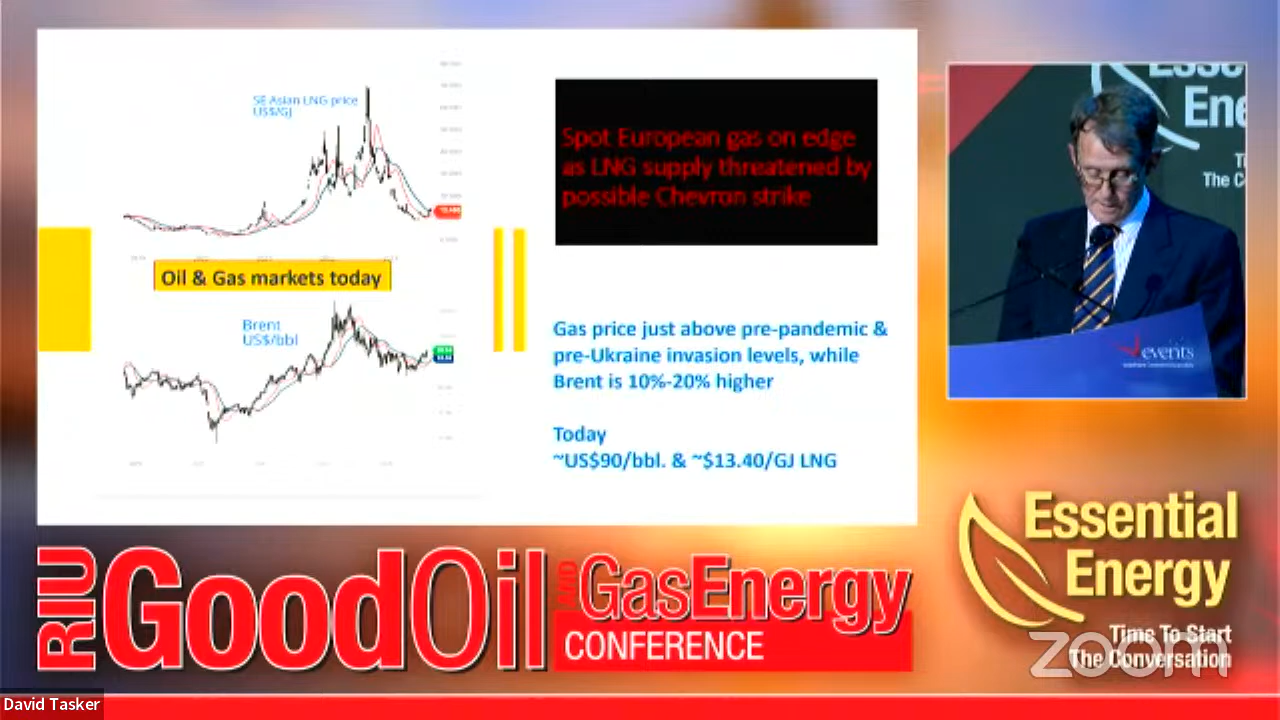 SE Asian LNG price
US$/GJ
Oil & Gas markets today
Brent
US$/bbl
Spot European gas on edge
as LNG supply threatened by
possible Chevron strike
Gas price just above pre-pandemic &
pre-Ukraine invasion levels, while
Brent is 10%-20% higher
Today
~US$90/bbl. & ~$13.40/GJ LNG
Ene
The C
events
RIU GoodOil AND GasEnergy
CONFERENCE
Essential
Energy
Time To Start
The Conversation
zoom
David Tasker